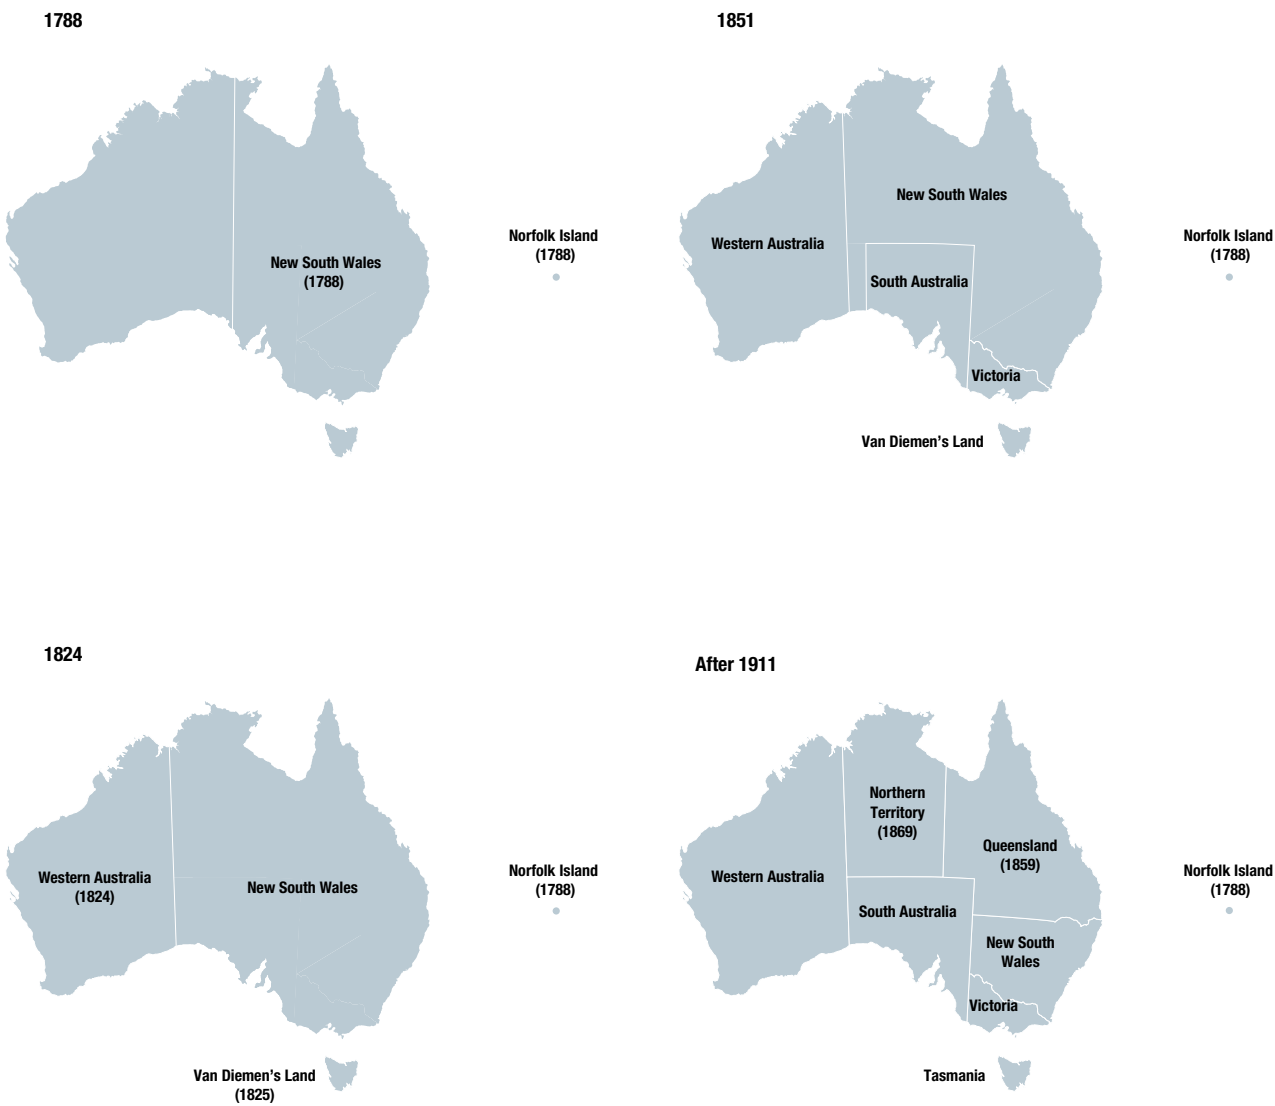 1788
New South Wales
(1788)
Norfolk Island
(1788)
1851
New South Wales
Western Australia
South Australia
Victoria
Van Diemen’s Land
Norfolk Island
(1788)
1824
Western Australia
(1824)
New South Wales
Norfolk Island
(1788)
Van Diemen’s Land
(1825)
After 1911
Northern
Territory
(1869)
Queensland
(1859)
Western Australia
South Australia
New South
Wales
Victoria
Tasmania
Norfolk Island
(1788)